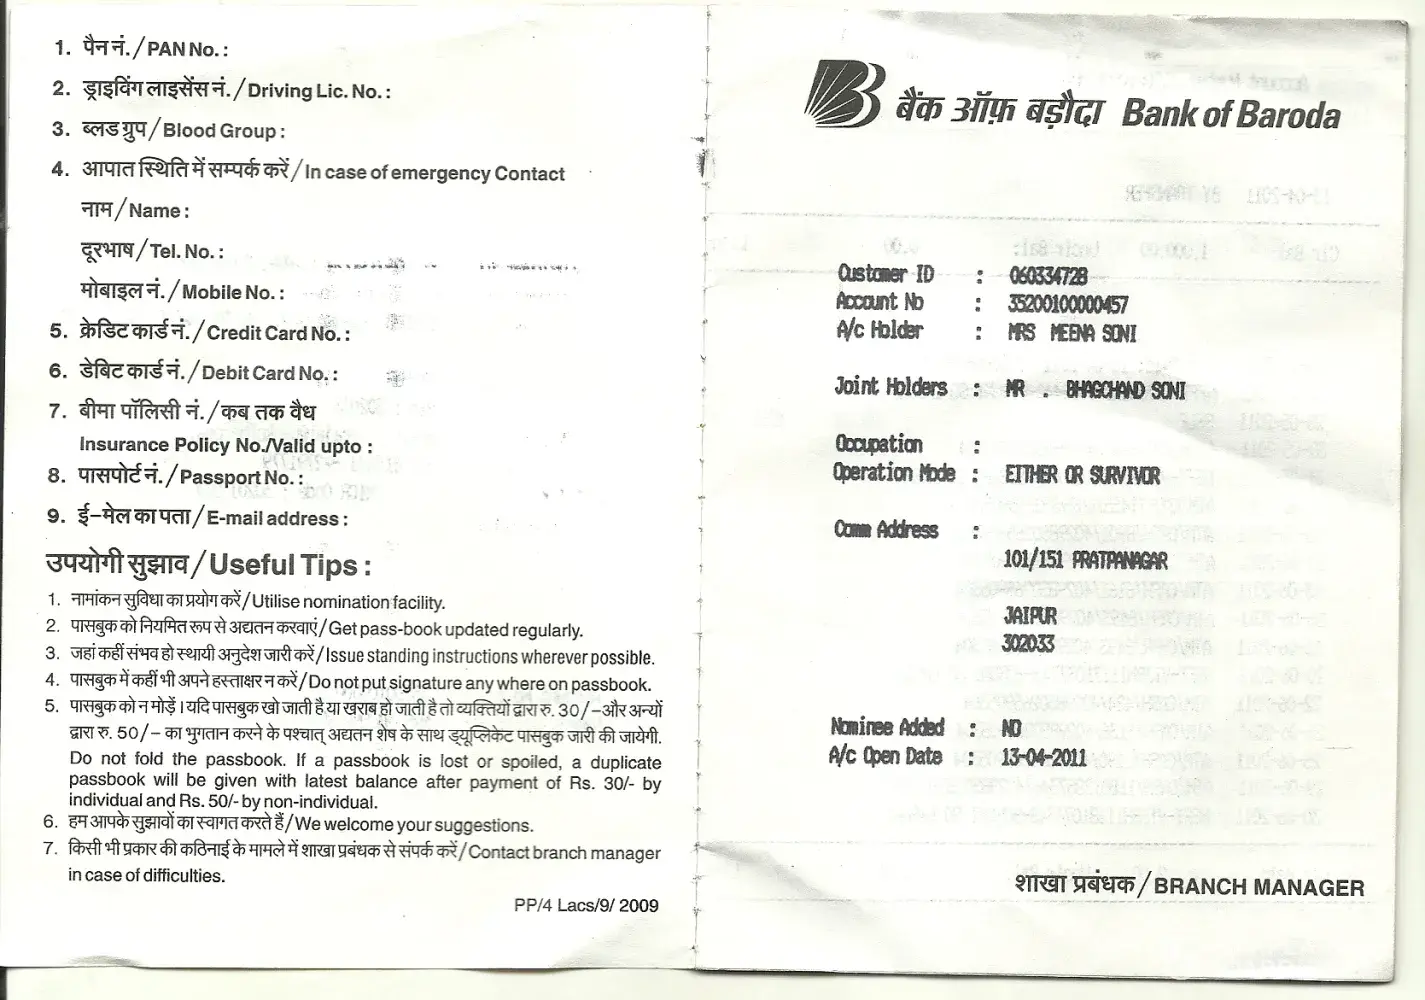 1. पैन नं./PAN No. :
2. ड्राइविंग लाइसेंस नं./Driving Lic. No. :
3. ब्लड ग्रुप/Blood Group :
4. आपात स्थिति में सम्पर्क करें/In case of emergency Contact
नाम/Name :
दूरभाष/Tel. No. :
मोबाइल नं./Mobile No. :
5. क्रेडिट कार्ड नं./Credit Card No. :
6. डेबिट कार्ड नं./Debit Card No. :
7. बीमा पॉलिसी नं./कब तक वैध
Insurance Policy No./Valid upto :
8. पासपोर्ट नं./Passport No. :
9. ई-मेल का पता/E-mail address :
उपयोगी सुझाव/Useful Tips :
1. नामांकन सुविधा का प्रयोग करें/Utilise nomination facility.
2. पासबुक को नियमित रूप से अद्यतन करवाएं/Get pass-book updated regularly.
3. जहां कहीं संभव हो स्थायी अनुदेश जारी करें/Issue standing instructions wherever possible.
4. पासबुक में कहीं भी अपने हस्ताक्षर न करें/Do not put signature any where on passbook.
5. पासबुक को न मोड़ें। यदि पासबुक खो जाती है या खराब हो जाती है तो व्यक्तियों द्वारा रु. 30/-और अन्यों
द्वारा रु. 50/- का भुगतान करने के पश्चात् अद्यतन शेष के साथ ड्यूप्लिकेट पासबुक जारी की जायेगी.
Do not fold the passbook. If a passbook is lost or spoiled, a duplicate
passbook will be given with latest balance after payment of Rs. 30/- by
individual and Rs. 50/- by non-individual.
6. हम आपके सुझावों का स्वागत करते हैं/We welcome your suggestions.
7. किसी भी प्रकार की कठिनाई के मामले में शाखा प्रबंधक से संपर्क करें/Contact branch manager
in case of difficulties.
PP/4 Lacs/9/ 2009
बैंक ऑफ़ बड़ौदा Bank of Baroda
Customer ID : 060334728
Account No : 35200100000457
A/c Holder : MRS MEENA SONI
Joint Holders : MR . BHAGCHAND SONI
Occupation :
Operation Mode : EITHER OR SURVIVOR
Comm Address :
101/151 PRATPANAGAR
JAIPUR
302033
Nominee Added : NO
A/c Open Date : 13-04-2011
शाखा प्रबंधक/BRANCH MANAGER